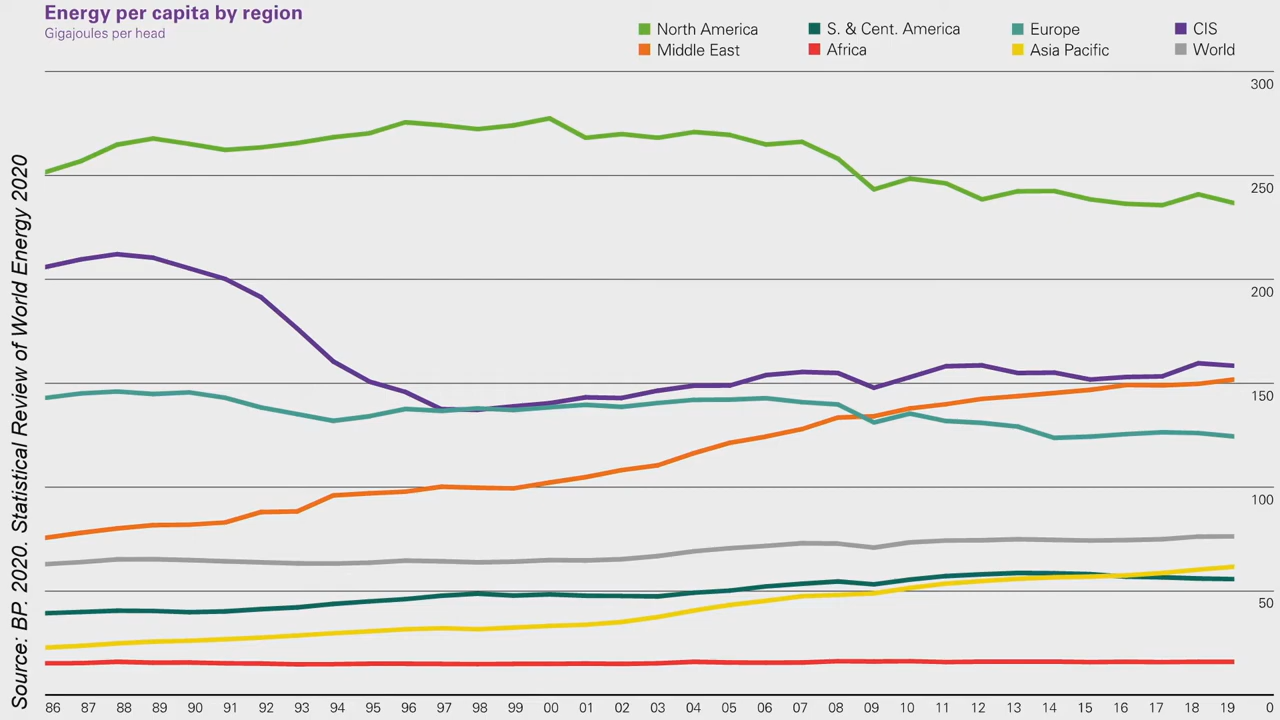 Energy per capita by region
Gigajoules per head
North America
S. & Cent. America
Europe
CIS
Middle East
Africa
Asia Pacific
World
300
250
200
150
100
50
0
86 87 88 89 90 91 92 93 94 95 96 97 98 99 00 01 02 03 04 05 06 07 08 09 10 11 12 13 14 15 16 17 18 19
Source: BP. 2020. Statistical Review of World Energy 2020